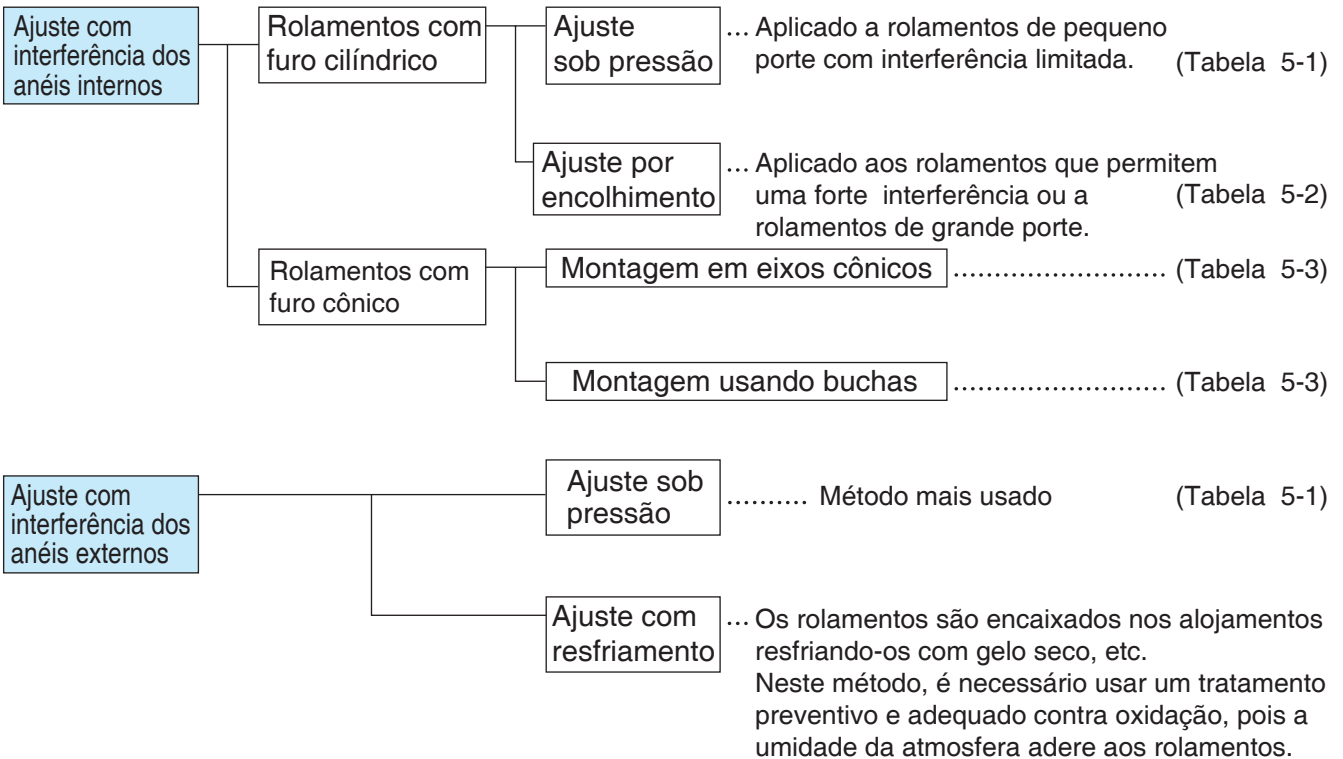 Ajuste com
interferência dos
anéis internos
Rolamentos com
furo cilíndrico
Ajuste
sob pressão
... Aplicado a rolamentos de pequeno
porte com interferência limitada. (Tabela 5-1)
Ajuste por
encolhimento
... Aplicado aos rolamentos que permitem
uma forte interferência ou a (Tabela 5-2)
rolamentos de grande porte.
Rolamentos com
furo cônico
Montagem em eixos cônicos .......................... (Tabela 5-3)
Montagem usando buchas .......................... (Tabela 5-3)
Ajuste com
interferência dos
anéis externos
Ajuste sob
pressão
.......... Método mais usado (Tabela 5-1)
Ajuste com
resfriamento
... Os rolamentos são encaixados nos alojamentos
resfriando-os com gelo seco, etc.
Neste método, é necessário usar um tratamento
preventivo e adequado contra oxidação, pois a
umidade da atmosfera adere aos rolamentos.